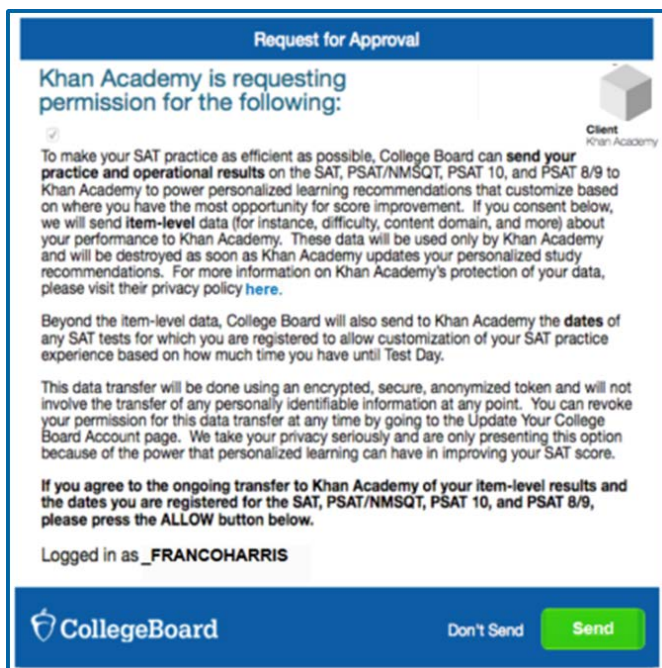 Request for Approval
Khan Academy is requesting
permission for the following:
Client
Khan Academy
To make your SAT practice as efficient as possible, College Board can send your
practice and operational results on the SAT, PSAT/NMSQT, PSAT 10, and PSAT 8/9 to
Khan Academy to power personalized learning recommendations that customize based
on where you have the most opportunity for score improvement. If you consent below,
we will send item-level data (for instance, difficulty, content domain, and more) about
your performance to Khan Academy. These data will be used only by Khan Academy
and will be destroyed as soon as Khan Academy updates your personalized study
recommendations. For more information on Khan Academy's protection of your data,
please visit their privacy policy here.
Beyond the item-level data, College Board will also send to Khan Academy the dates of
any SAT tests for which you are registered to allow customization of your SAT practice
experience based on how much time you have until Test Day.
This data transfer will be done using an encrypted, secure, anonymized token and will not
involve the transfer of any personally identifiable information at any point. You can revoke
your permission for this data transfer at any time by going to the Update Your College
Board Account page. We take your privacy seriously and are only presenting this option
because of the power that personalized learning can have in improving your SAT score.
If you agree to the ongoing transfer to Khan Academy of your item-level results and
the dates you are registered for the SAT, PSAT/NMSQT, PSAT 10, and PSAT 8/9,
please press the ALLOW button below.
Logged in as _FRANCOHARRIS
CollegeBoard
Don't Send
Send